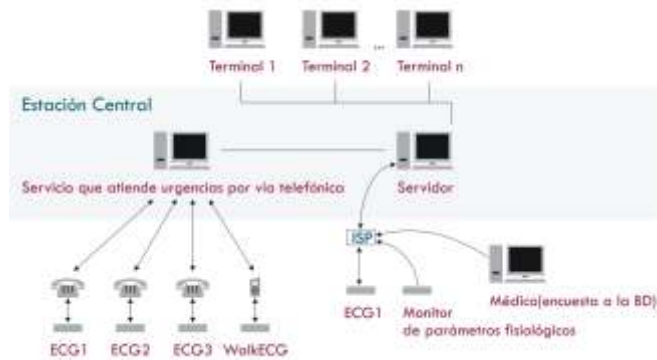 Terminal 1 Terminal 2 ... Terminal n
Estación Central
Servicio que atiende urgencias por vía telefónica Servidor
ISP
ECG1 Monitor de parámetros fisiológicos
Médico(encuesta a la BD)
ECG1 ECG2 ECG3 WalkECG